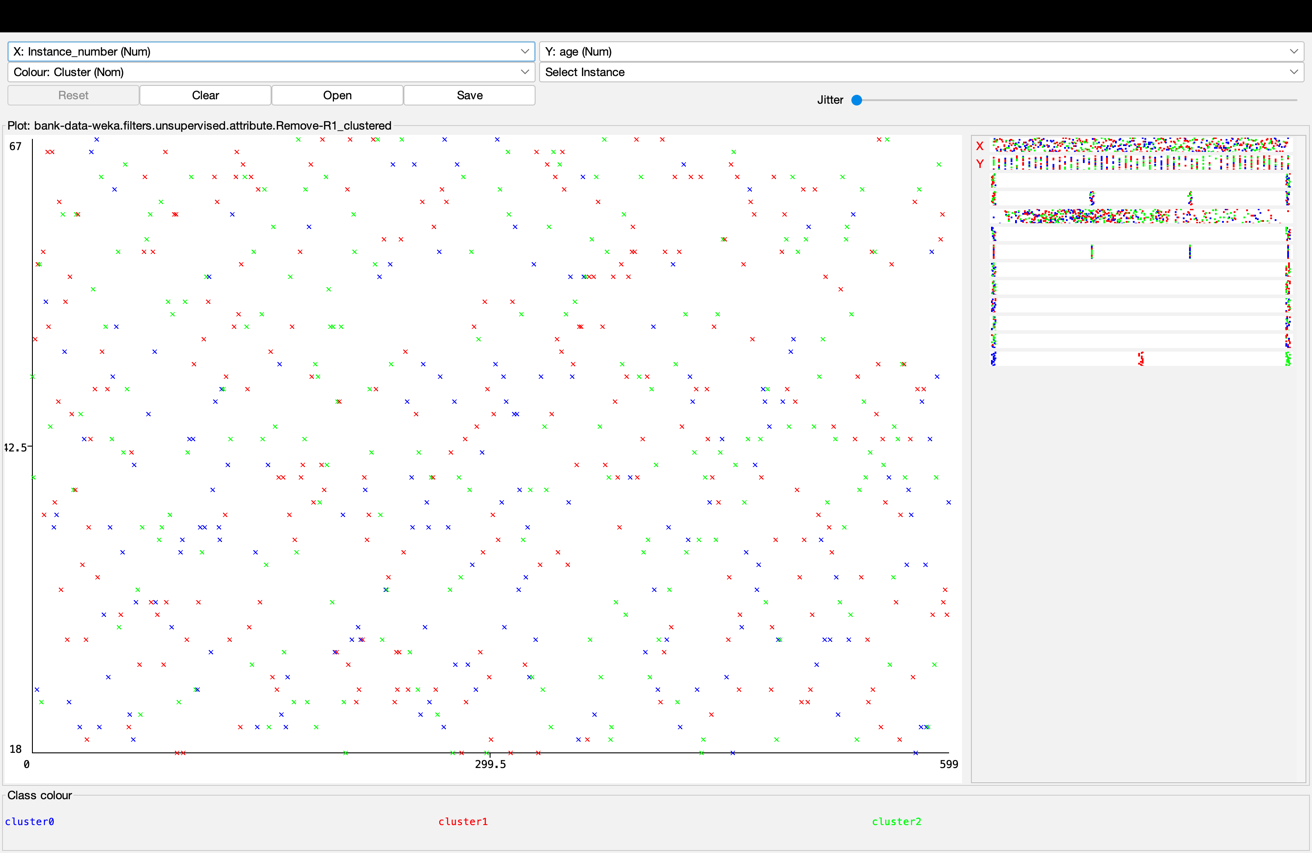 X: Instance_number (Num) Y: age (Num)
Colour: Cluster (Nom) Select Instance
Reset Clear Open Save Jitter
Plot: bank-data-weka.filters.unsupervised.attribute.Remove-R1_clustered
67
42.5
18
0 299.5 599
X
Y
Class colour
cluster0 cluster1 cluster2